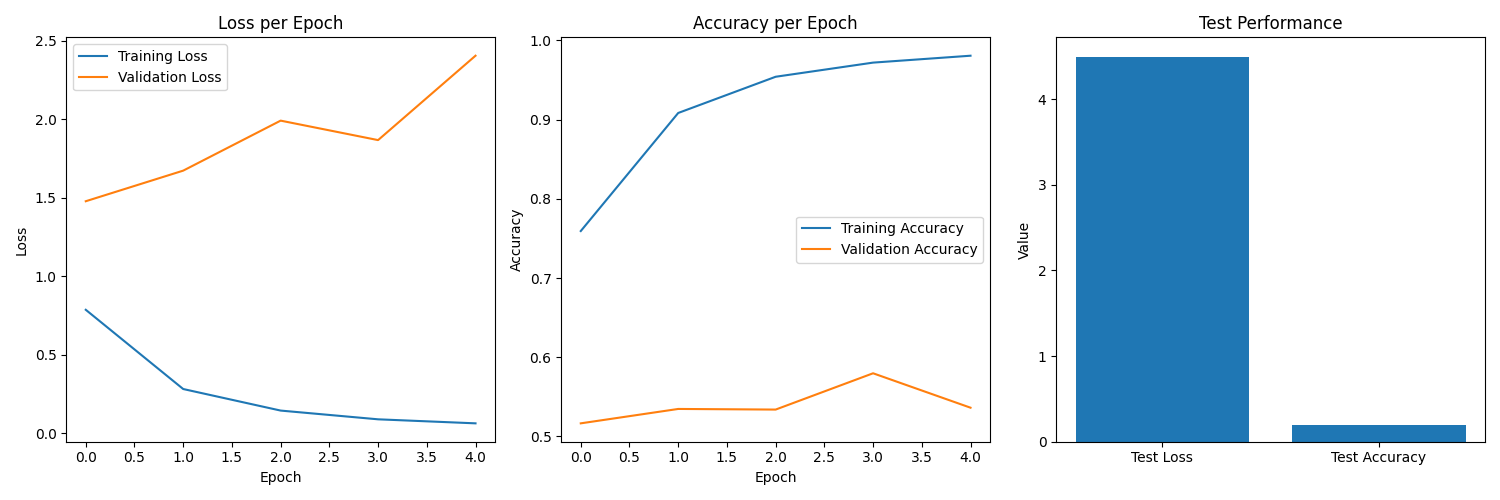 Loss per Epoch
2.5
2.0
1.5
1.0
0.5
0.0
Loss
Training Loss
Validation Loss
0.0 0.5 1.0 1.5 2.0 2.5 3.0 3.5 4.0
Epoch
Accuracy per Epoch
1.0
0.9
0.8
0.7
0.6
0.5
Accuracy
Training Accuracy
Validation Accuracy
0.0 0.5 1.0 1.5 2.0 2.5 3.0 3.5 4.0
Epoch
Test Performance
4
3
2
1
0
Value
Test Loss Test Accuracy